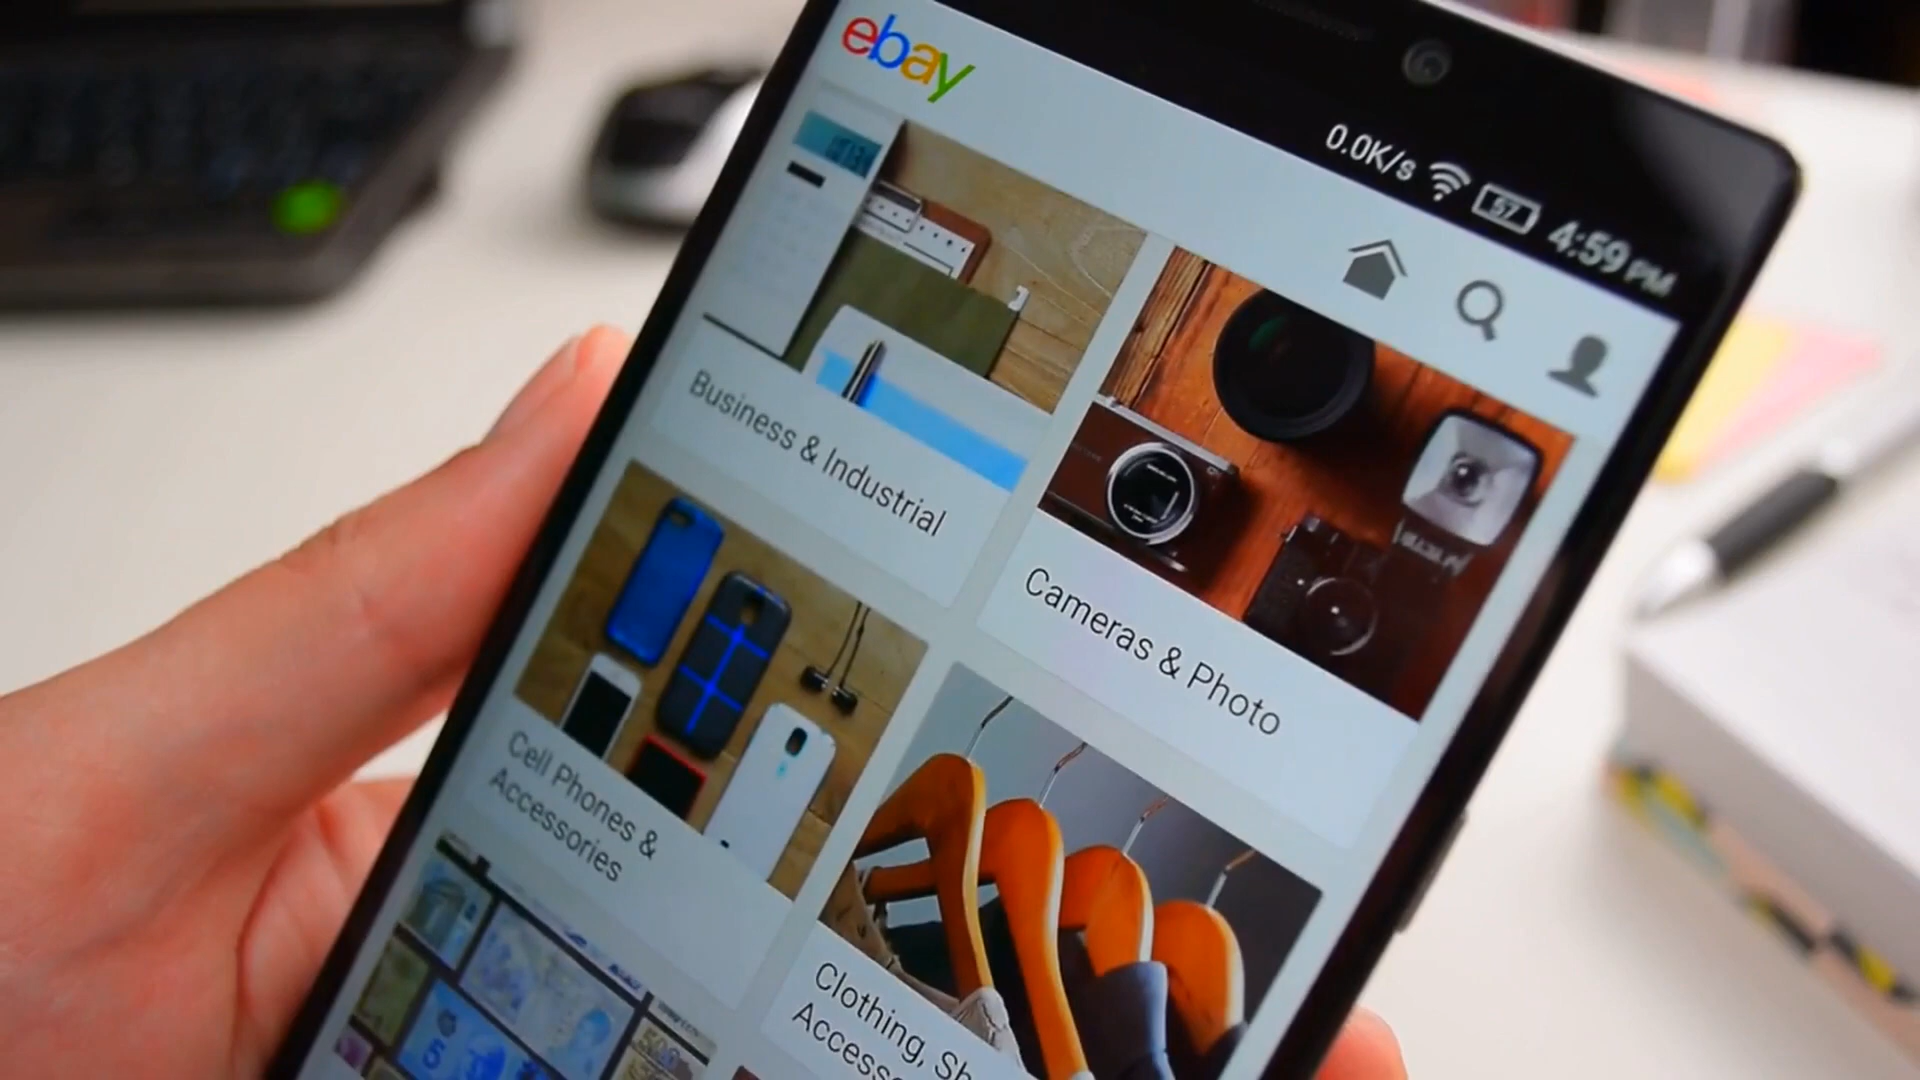 0.0K/s 57 4:59 PM
ebay
Business & Industrial
Cameras & Photo
Cell Phones &
Accessories
Clothing, Sh
Access